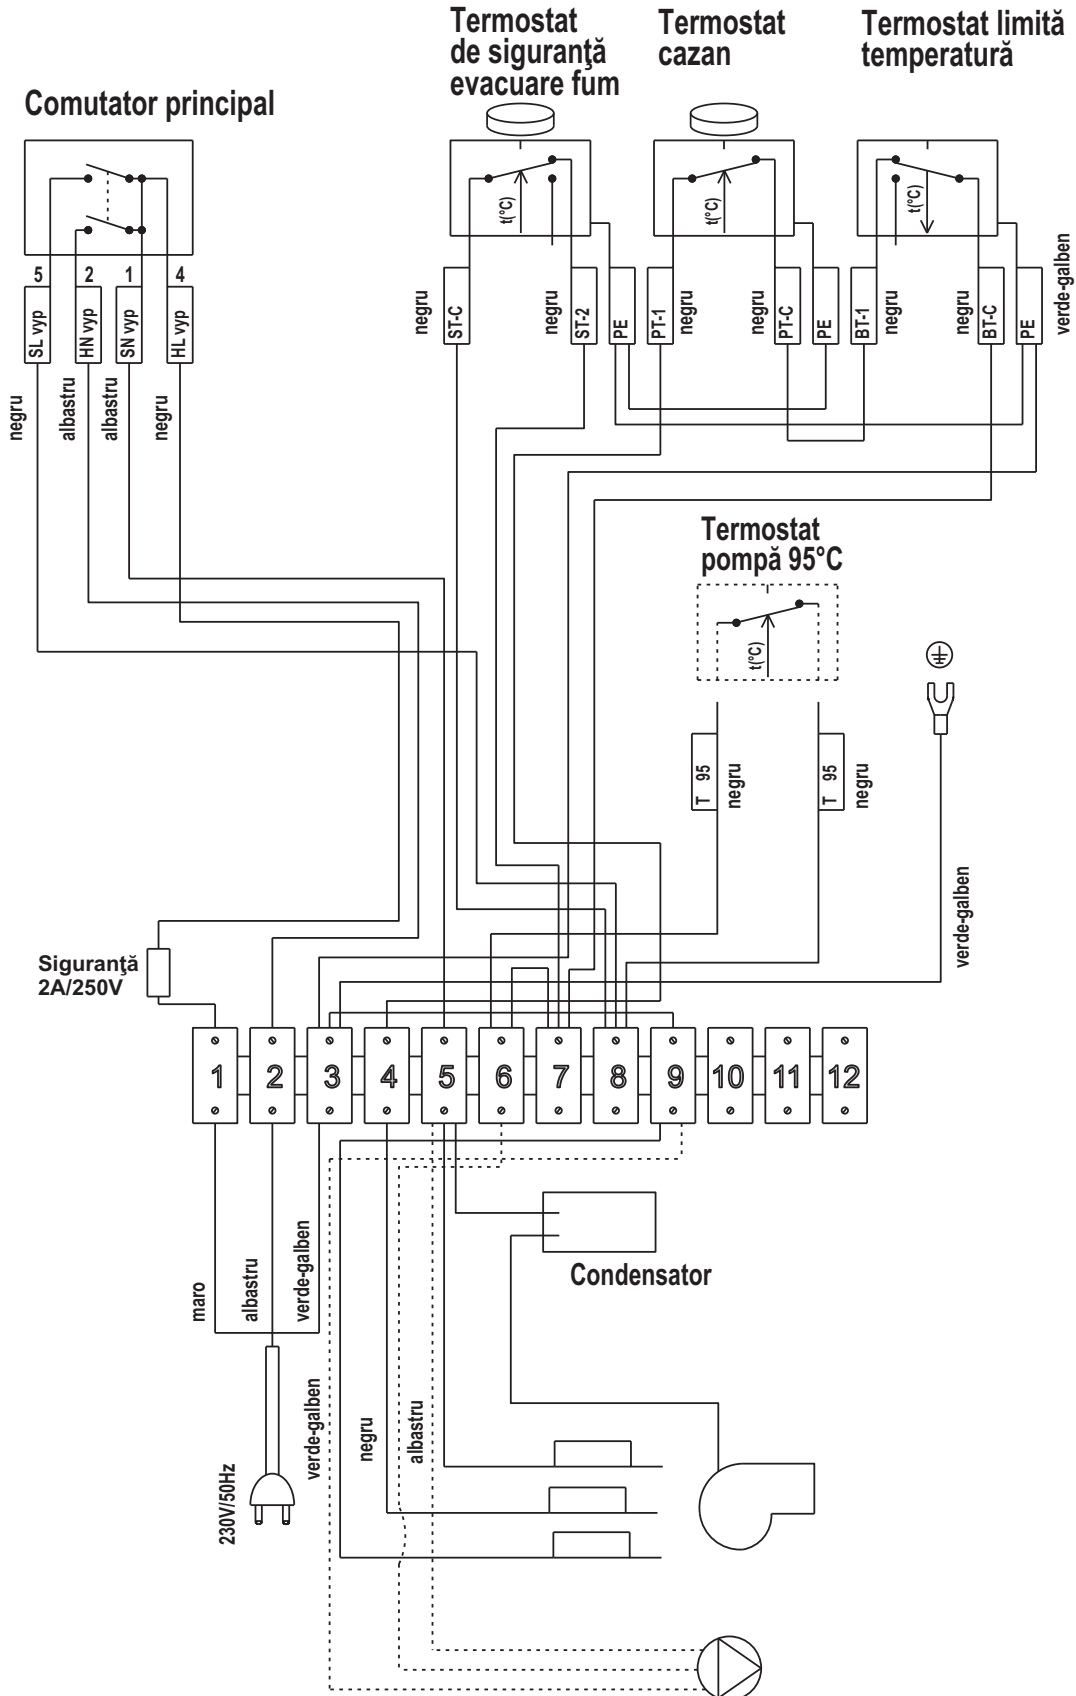 Termostat
de siguranţă
evacuare fum
Termostat
cazan
Termostat limită
temperatură
Comutator principal
t(°C)
t(°C)
t(°C)
5
2
1
4
SL vyp
HN vyp
SN vyp
HL vyp
negru
albastru
albastru
negru
negru
ST-C
negru
ST-2
PE
PT-1
negru
negru
PT-C
PE
BT-1
negru
negru
BT-C
PE
verde-galben
Termostat
pompă 95°C
t(°C)
T 95
negru
T 95
negru
verde-galben
Siguranţă
2A/250V
1
2
3
4
5
6
7
8
9
10
11
12
maro
albastru
verde-galben
Condensator
verde-galben
negru
albastru
230V/50Hz